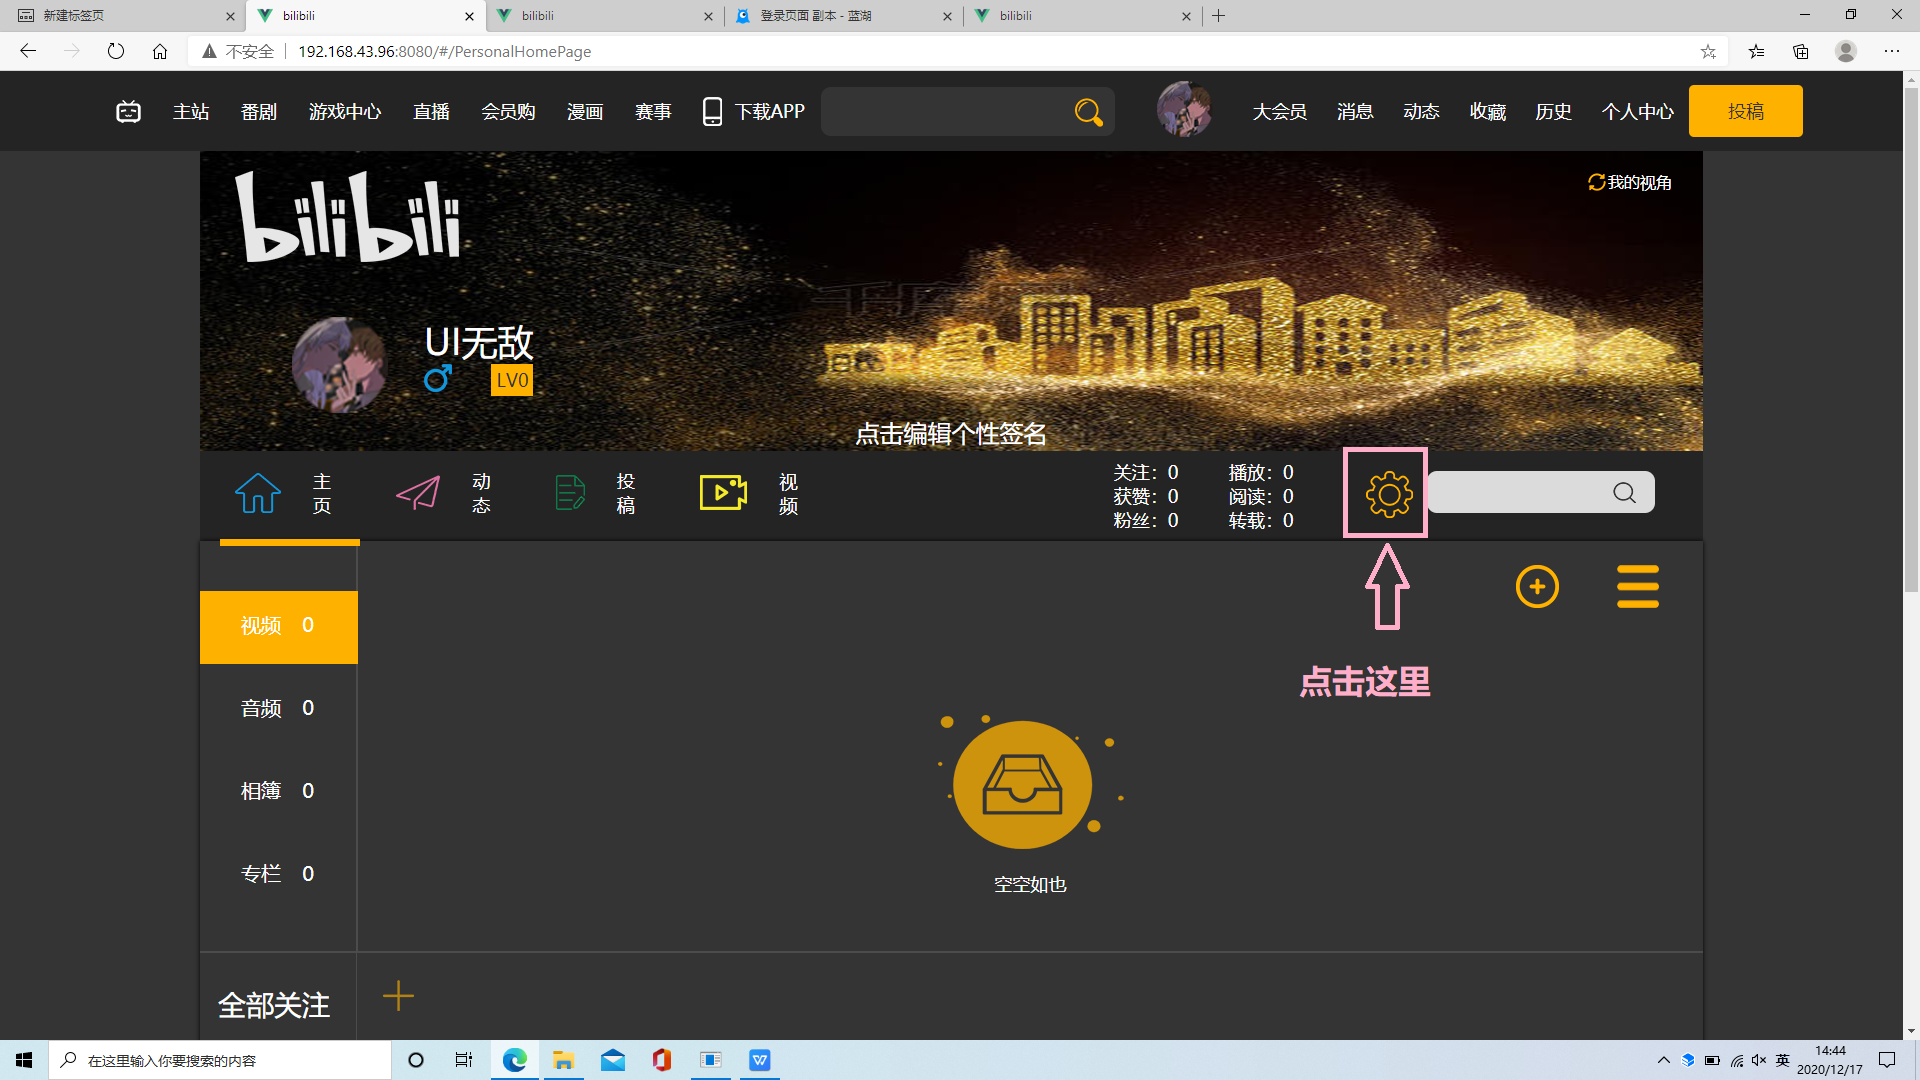 新建标签页
bilibili
bilibili
登录页面 副本 - 蓝湖
bilibili
不安全
192.168.43.96:8080/#/PersonalHomePage
主站
番剧
游戏中心
直播
会员购
漫画
赛事
下载APP
大会员
消息
动态
收藏
历史
个人中心
投稿
bilibili
我的视角
UI无敌
LV0
点击编辑个性签名
主页
动态
投稿
视频
关注：0
播放：0
获赞：0
阅读：0
粉丝：0
转载：0
点击这里
视频 0
音频 0
相簿 0
专栏 0
空空如也
全部关注
在这里输入你要搜索的内容
英
14:44
2020/12/17